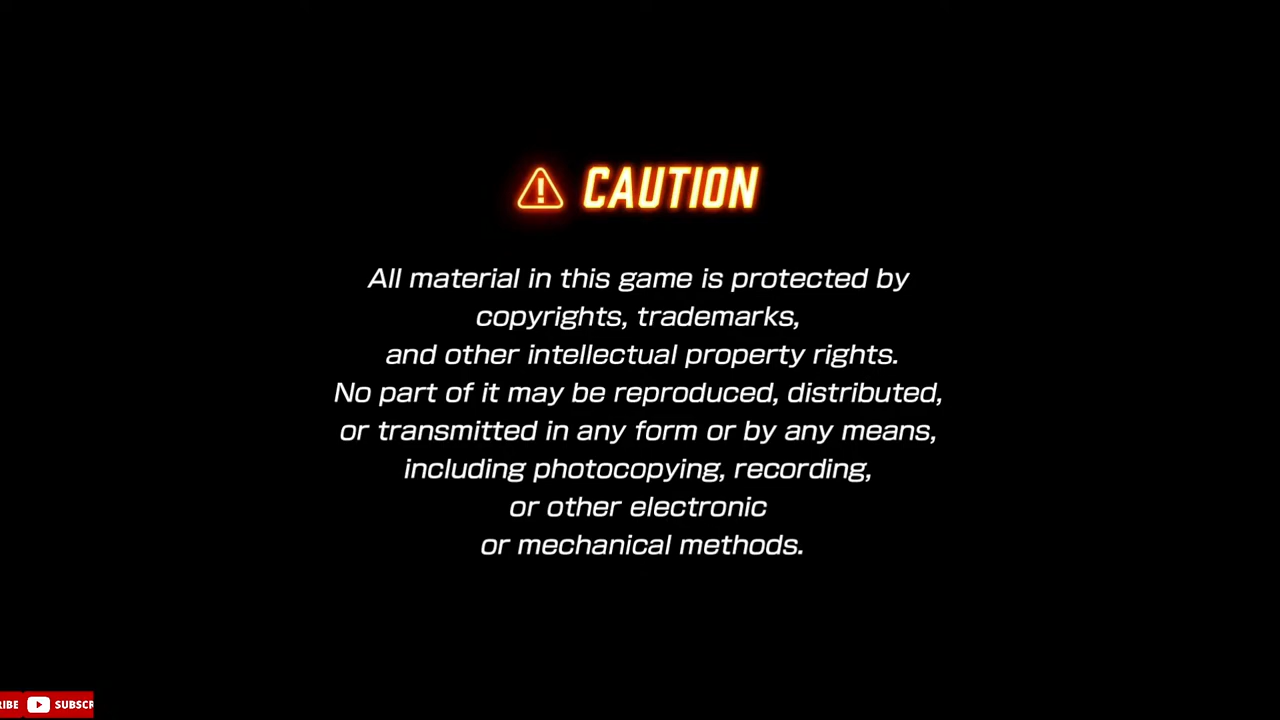 CAUTION
All material in this game is protected by
copyrights, trademarks,
and other intellectual property rights.
No part of it may be reproduced, distributed,
or transmitted in any form or by any means,
including photocopying, recording,
or other electronic
or mechanical methods.
IBE SUBSCR